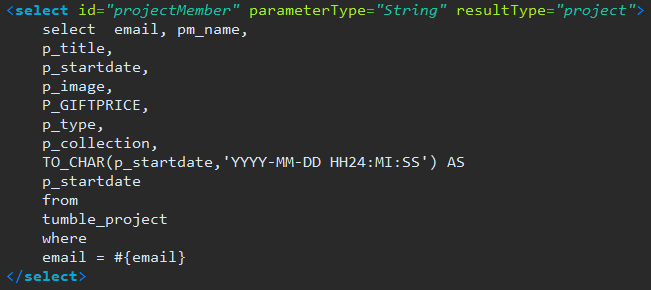 <select id="projectMember" parameterType="String" resultType="project">
select  email, pm_name,
p_title,
p_startdate,
p_image,
P_GIFTPRICE,
p_type,
p_collection,
TO_CHAR(p_startdate,'YYYY-MM-DD HH24:MI:SS') AS
p_startdate
from
tumble_project
where
email = #{email}
</select>